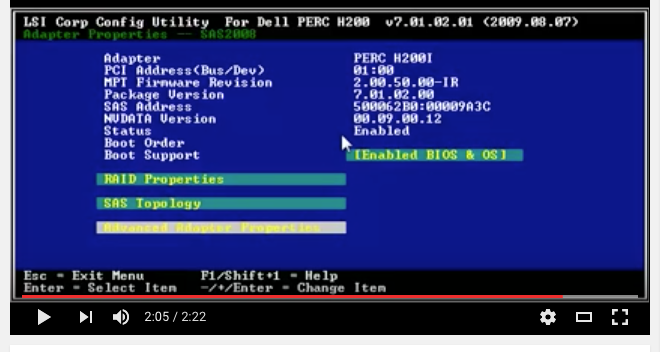 LSI Corp Config Utility For Dell PERC H200 v7.01.02.01 (2009.08.07)
Adapter Properties -- SAS2008
Adapter PERC H200I
PCI Address(Bus/Dev) 01:00
MPT Firmware Revision 2.00.50.00-IR
Package Version 7.01.02.00
SAS Address 500062B0:00009A3C
NVDATA Version 00.09.00.12
Status Enabled
Boot Order
Boot Support [Enabled BIOS & OS]
RAID Properties
SAS Topology
Advanced Adapter Properties
Esc = Exit Menu F1/Shift+1 = Help
Enter = Select Item -/+/Enter = Change Item
2:05 / 2:22